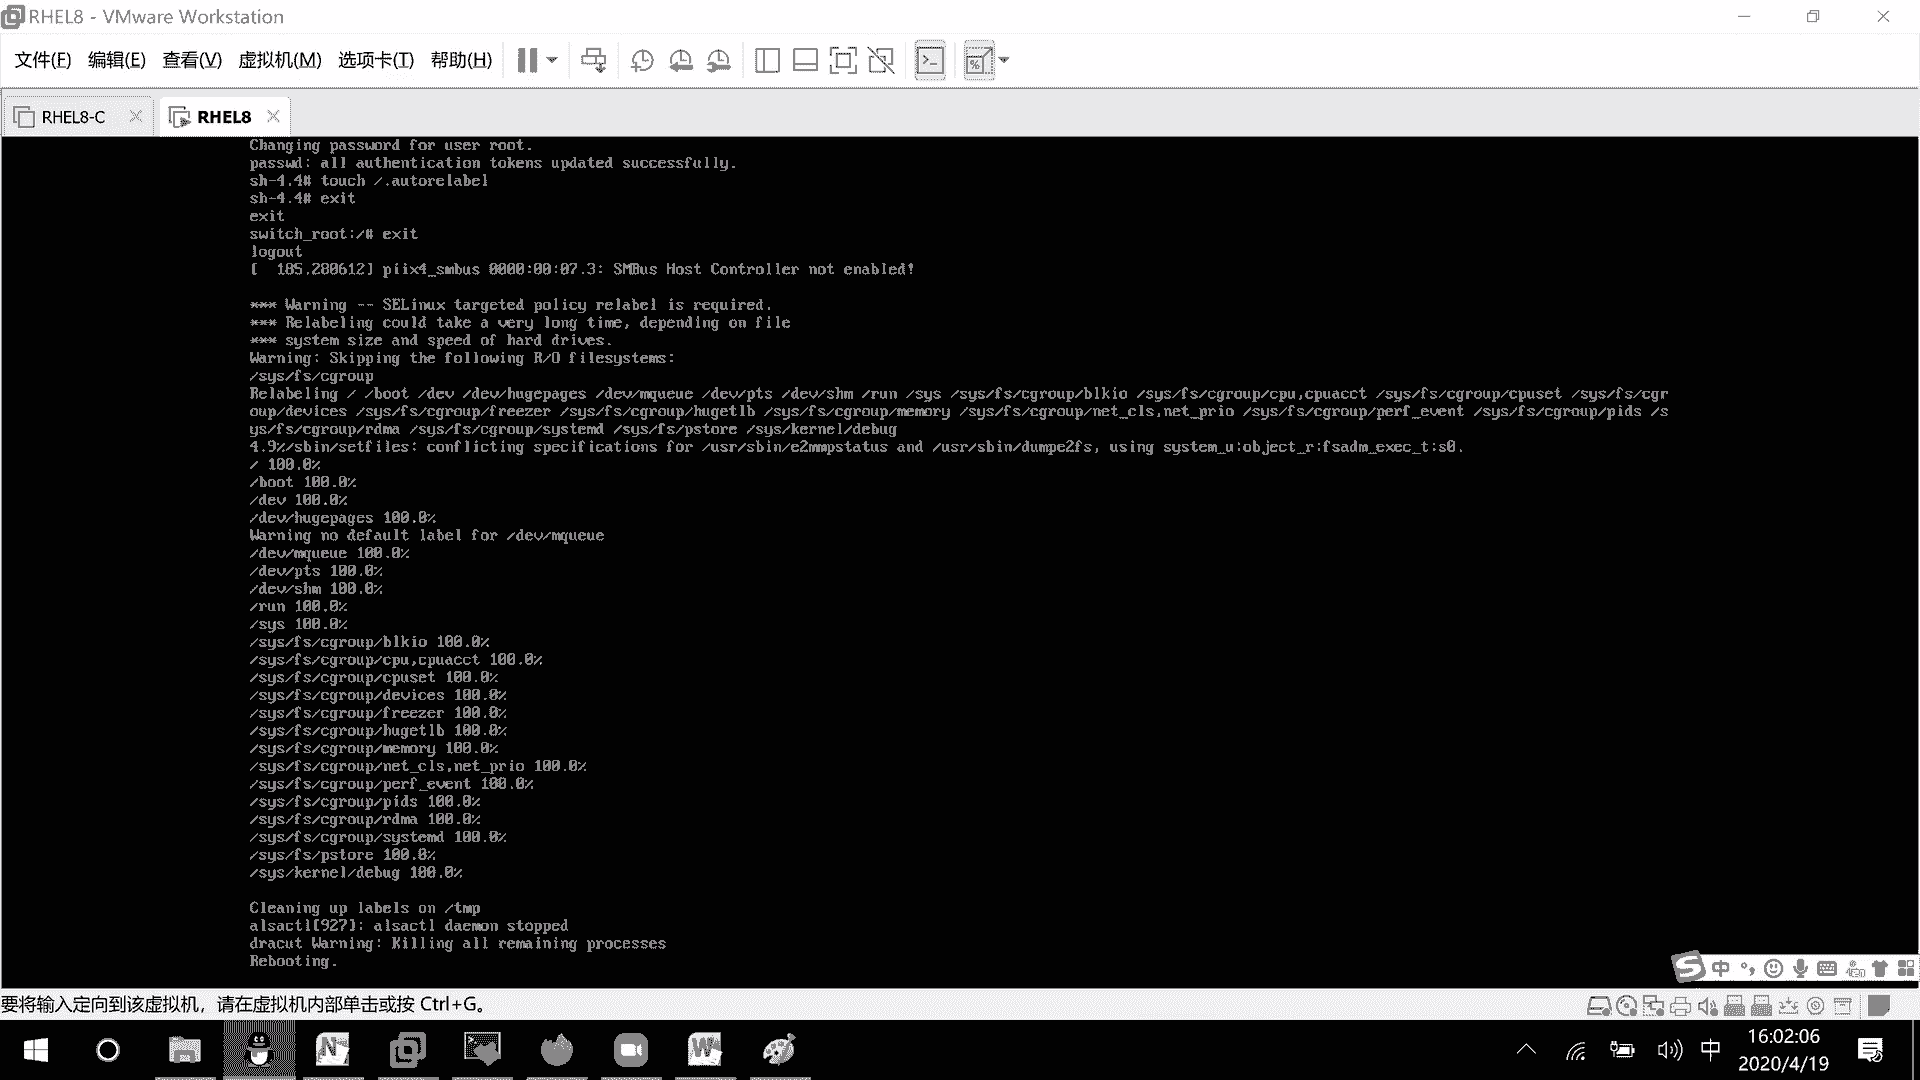 RHEL8 - VMware Workstation
文件(F) 编辑(E) 查看(V) 虚拟机(M) 选项卡(T) 帮助(H)
RHEL8-C RHEL8
Changing password for user root.
passwd: all authentication tokens updated successfully.
sh-4.4# touch /.autorelabel
sh-4.4# exit
exit
switch_root:/# exit
logout
[  185.280612] piix4_smbus 0000:00:07.3: SMBus Host Controller not enabled!
*** Warning -- SELinux targeted policy relabel is required.
*** Relabeling could take a very long time, depending on file
*** system size and speed of hard drives.
Warning: Skipping the following R/O filesystems:
/sys/fs/cgroup
Relabeling / /boot /dev /dev/hugepages /dev/mqueue /dev/pts /dev/shm /run /sys /sys/fs/cgroup/blkio /sys/fs/cgroup/cpu,cpuacct /sys/fs/cgroup/cpuset /sys/fs/cgr
oup/devices /sys/fs/cgroup/freezer /sys/fs/cgroup/hugetlb /sys/fs/cgroup/memory /sys/fs/cgroup/net_cls,net_prio /sys/fs/cgroup/perf_event /sys/fs/cgroup/pids /s
ys/fs/cgroup/rdma /sys/fs/cgroup/systemd /sys/fs/pstore /sys/kernel/debug
4.9%/sbin/setfiles: conflicting specifications for /usr/sbin/e2mmpstatus and /usr/sbin/dumpe2fs, using system_u:object_r:fsadm_exec_t:s0.
/ 100.0%
/boot 100.0%
/dev 100.0%
/dev/hugepages 100.0%
Warning no default label for /dev/mqueue
/dev/mqueue 100.0%
/dev/pts 100.0%
/dev/shm 100.0%
/run 100.0%
/sys 100.0%
/sys/fs/cgroup/blkio 100.0%
/sys/fs/cgroup/cpu,cpuacct 100.0%
/sys/fs/cgroup/cpuset 100.0%
/sys/fs/cgroup/devices 100.0%
/sys/fs/cgroup/freezer 100.0%
/sys/fs/cgroup/hugetlb 100.0%
/sys/fs/cgroup/memory 100.0%
/sys/fs/cgroup/net_cls,net_prio 100.0%
/sys/fs/cgroup/perf_event 100.0%
/sys/fs/cgroup/pids 100.0%
/sys/fs/cgroup/rdma 100.0%
/sys/fs/cgroup/systemd 100.0%
/sys/fs/pstore 100.0%
/sys/kernel/debug 100.0%
Cleaning up labels on /tmp
alsactl[927]: alsactl daemon stopped
dracut Warning: Killing all remaining processes
Rebooting.
中
要将输入定向到该虚拟机，请在虚拟机内部单击或按 Ctrl+G。
中 16:02:06
2020/4/19